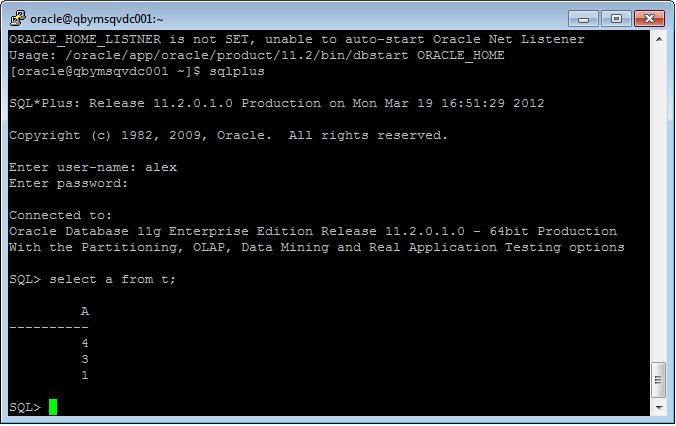 oracle@qbymsqvdc001:~
ORACLE_HOME_LISTNER is not SET, unable to auto-start Oracle Net Listener
Usage: /oracle/app/oracle/product/11.2/bin/dbstart ORACLE_HOME
[oracle@qbymsqvdc001 ~]$ sqlplus
SQL*Plus: Release 11.2.0.1.0 Production on Mon Mar 19 16:51:29 2012
Copyright (c) 1982, 2009, Oracle.  All rights reserved.
Enter user-name: alex
Enter password:
Connected to:
Oracle Database 11g Enterprise Edition Release 11.2.0.1.0 - 64bit Production
With the Partitioning, OLAP, Data Mining and Real Application Testing options
SQL> select a from t;
A
----------
4
3
1
SQL>